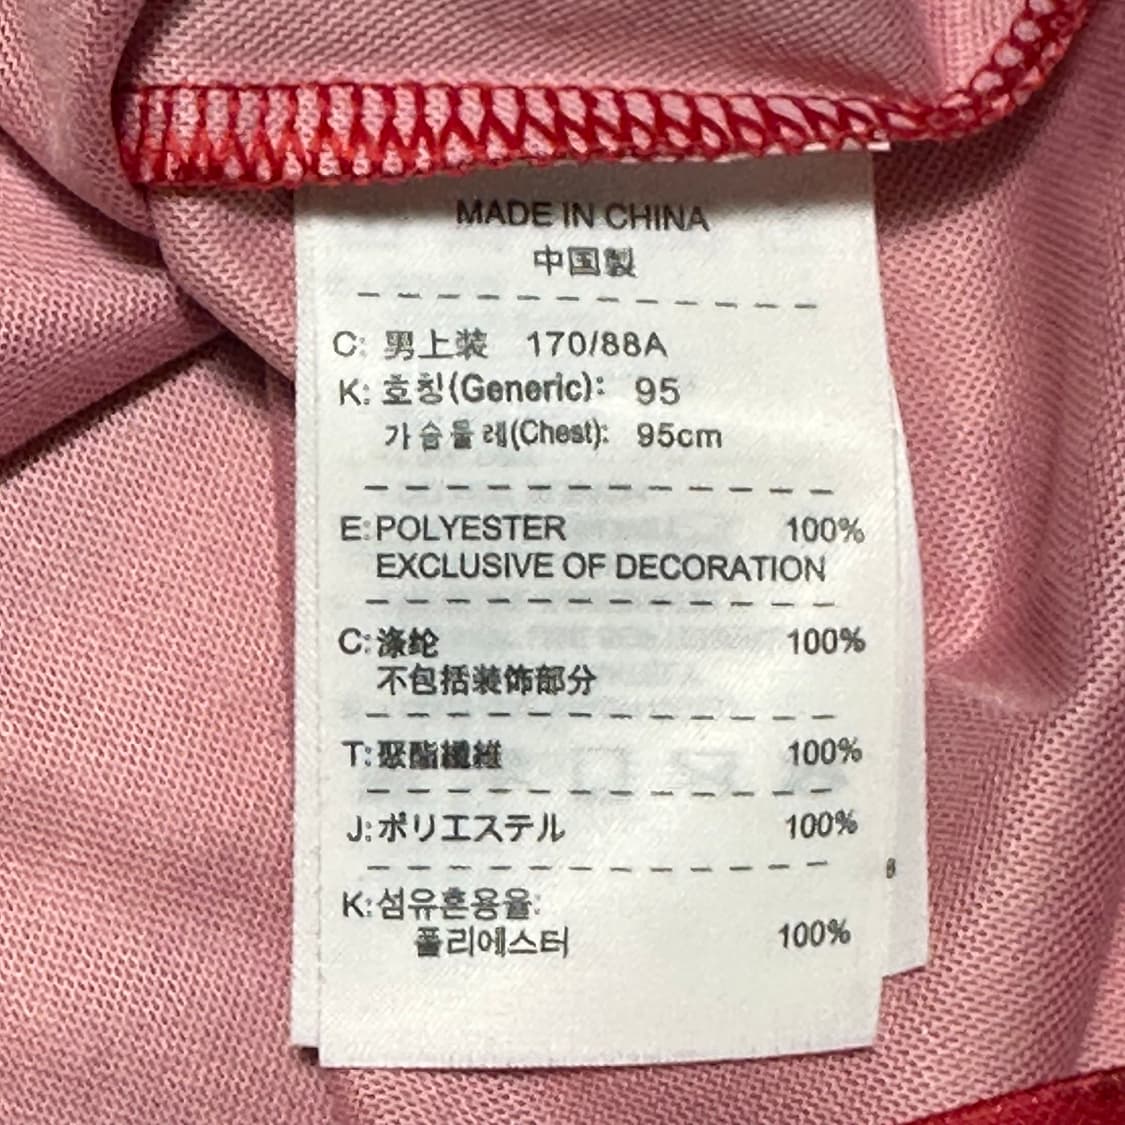 MADE IN CHINA
中国製
C: 男上装 170/88A
K: 호칭(Generic): 95
가슴둘레(Chest): 95cm
E: POLYESTER 100%
EXCLUSIVE OF DECORATION
C: 涤纶 100%
不包括装饰部分
T: 聚酯纖維 100%
J: ポリエステル 100%
K: 섬유혼용율:
폴리에스터 100%